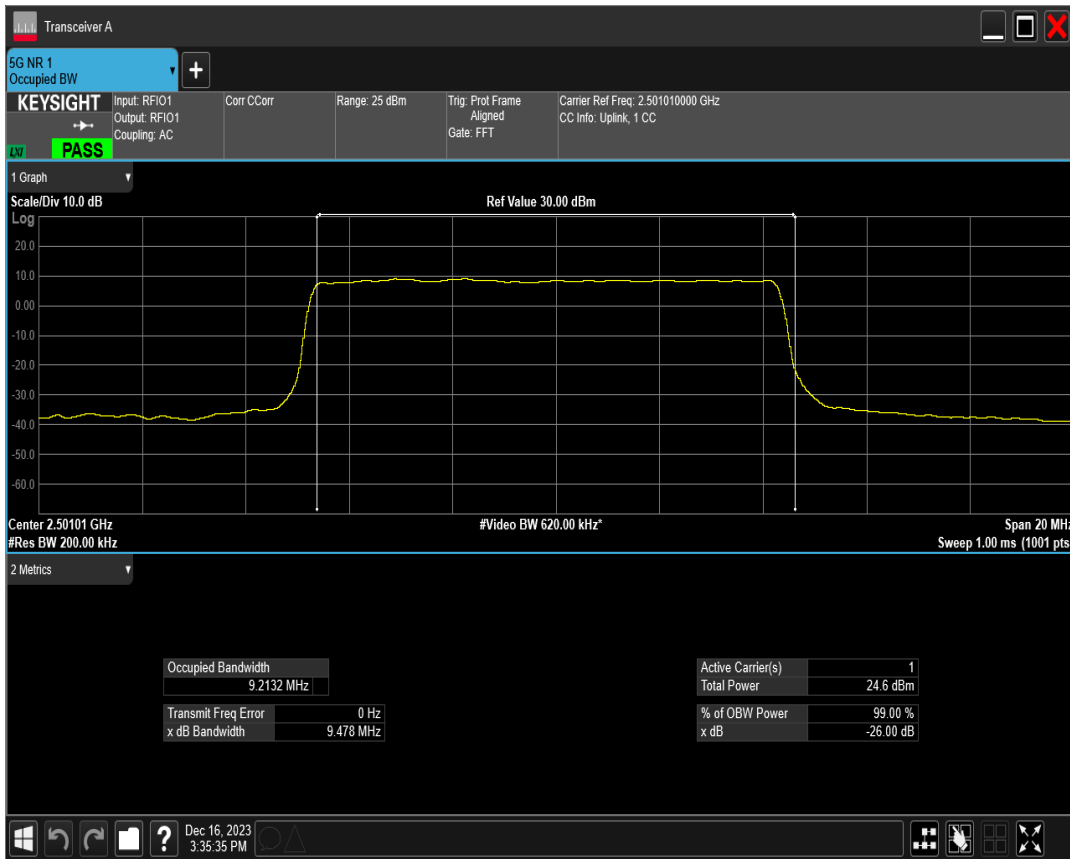 Transceiver A
5G NR 1
Occupied BW
KEYSIGHT
LXI
PASS
Input: RFIO1
Output: RFIO1
Coupling: AC
Corr CCorr
Range: 25 dBm
Trig: Prot Frame
Aligned
Gate: FFT
Carrier Ref Freq: 2.501010000 GHz
CC Info: Uplink, 1 CC
1 Graph
Scale/Div 10.0 dB
Ref Value 30.00 dBm
Log
20.0
10.0
0.00
-10.0
-20.0
-30.0
-40.0
-50.0
-60.0
Center 2.50101 GHz
#Video BW 620.00 kHz*
Span 20 MHz
#Res BW 200.00 kHz
Sweep 1.00 ms (1001 pts
2 Metrics
Occupied Bandwidth
9.2132 MHz
Transmit Freq Error 0 Hz
x dB Bandwidth 9.478 MHz
Active Carrier(s) 1
Total Power 24.6 dBm
% of OBW Power 99.00 %
x dB -26.00 dB
?
Dec 16, 2023
3:35:35 PM